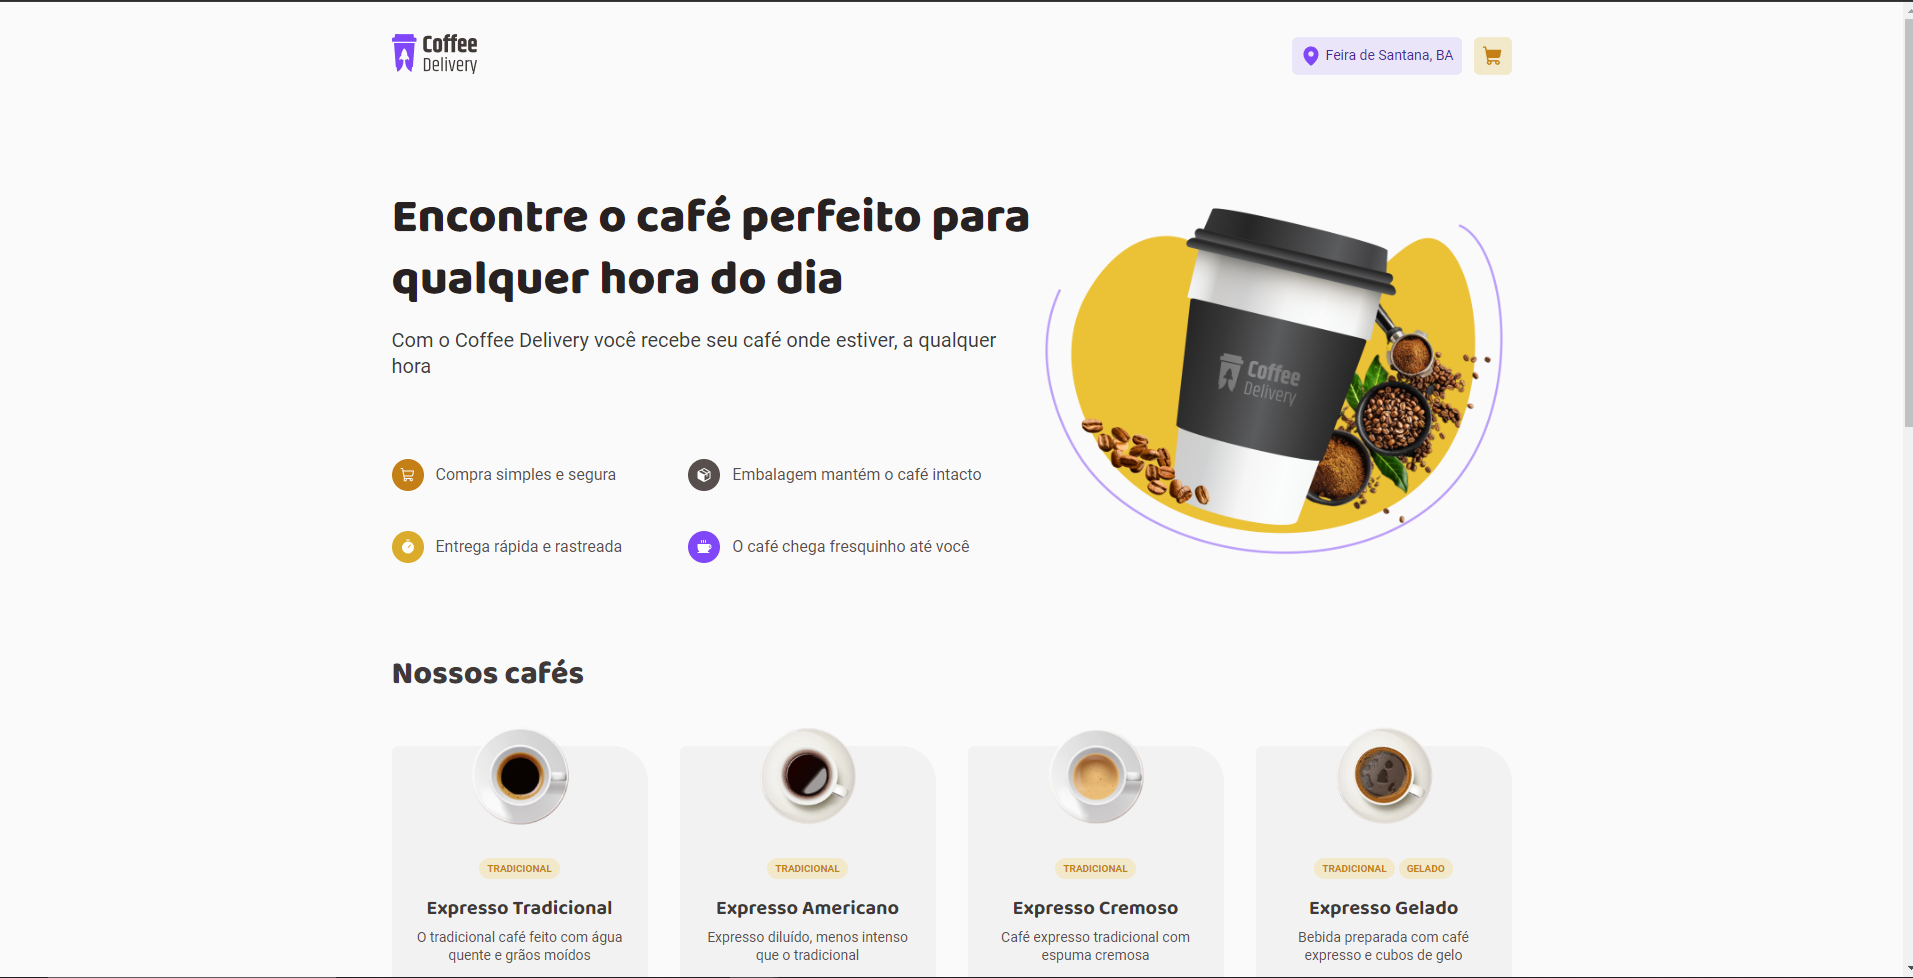 Coffee
Delivery
Feira de Santana, BA
Encontre o café perfeito para
qualquer hora do dia
Com o Coffee Delivery você recebe seu café onde estiver, a qualquer
hora
Coffee
Delivery
Compra simples e segura
Embalagem mantém o café intacto
Entrega rápida e rastreada
O café chega fresquinho até você
Nossos cafés
TRADICIONAL
Expresso Tradicional
O tradicional café feito com água
quente e grãos moídos
TRADICIONAL
Expresso Americano
Expresso diluído, menos intenso
que o tradicional
TRADICIONAL
Expresso Cremoso
Café expresso tradicional com
espuma cremosa
TRADICIONAL GELADO
Expresso Gelado
Bebida preparada com café
expresso e cubos de gelo